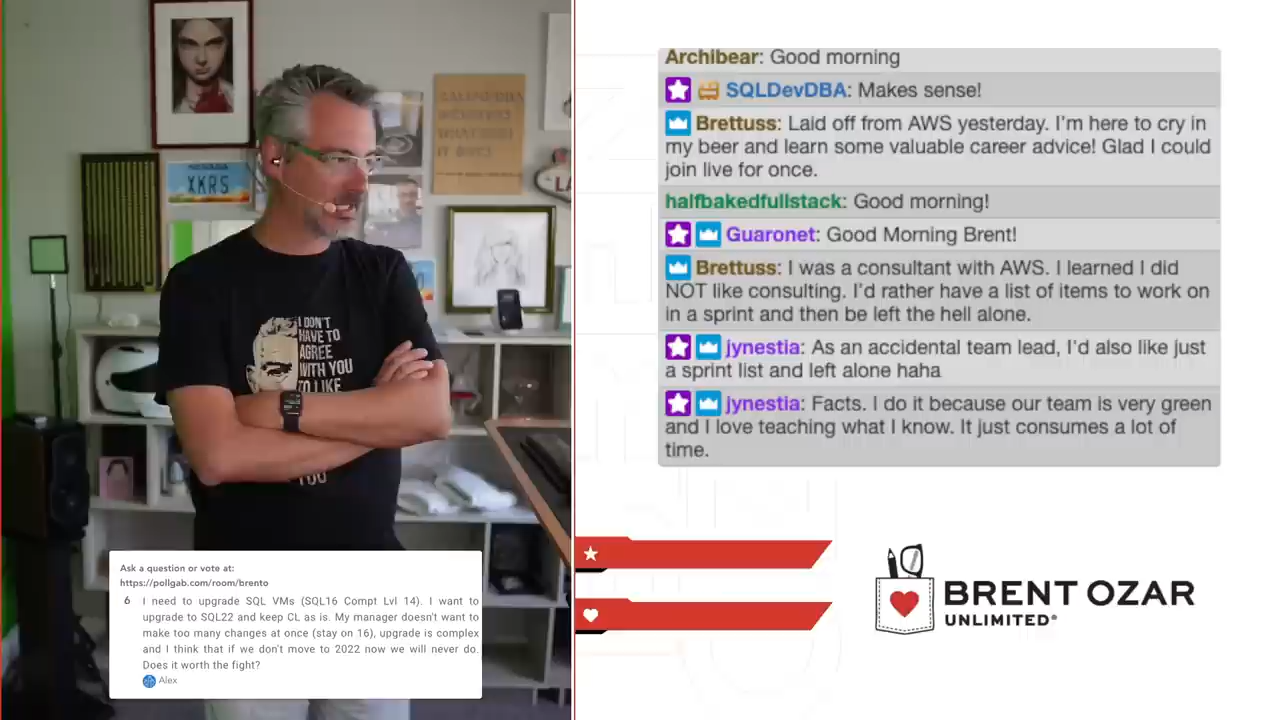 XKRS
I DON'T
HAVE TO
AGREE
WITH YOU
TO LIKE
YOU
Ask a question or vote at:
https://pollgab.com/room/brento
6 I need to upgrade SQL VMs (SQL16 Compt Lvl 14). I want to
upgrade to SQL22 and keep CL as is. My manager doesn't want to
make too many changes at once (stay on 16), upgrade is complex
and I think that if we don't move to 2022 now we will never do.
Does it worth the fight?
Alex
Archibear: Good morning
SQLDevDBA: Makes sense!
Brettuss: Laid off from AWS yesterday. I'm here to cry in
my beer and learn some valuable career advice! Glad I could
join live for once.
halfbakedfullstack: Good morning!
Guaronet: Good Morning Brent!
Brettuss: I was a consultant with AWS. I learned I did
NOT like consulting. I'd rather have a list of items to work on
in a sprint and then be left the hell alone.
jynestia: As an accidental team lead, I'd also like just
a sprint list and left alone haha
jynestia: Facts. I do it because our team is very green
and I love teaching what I know. It just consumes a lot of
time.
BRENT OZAR
UNLIMITED®